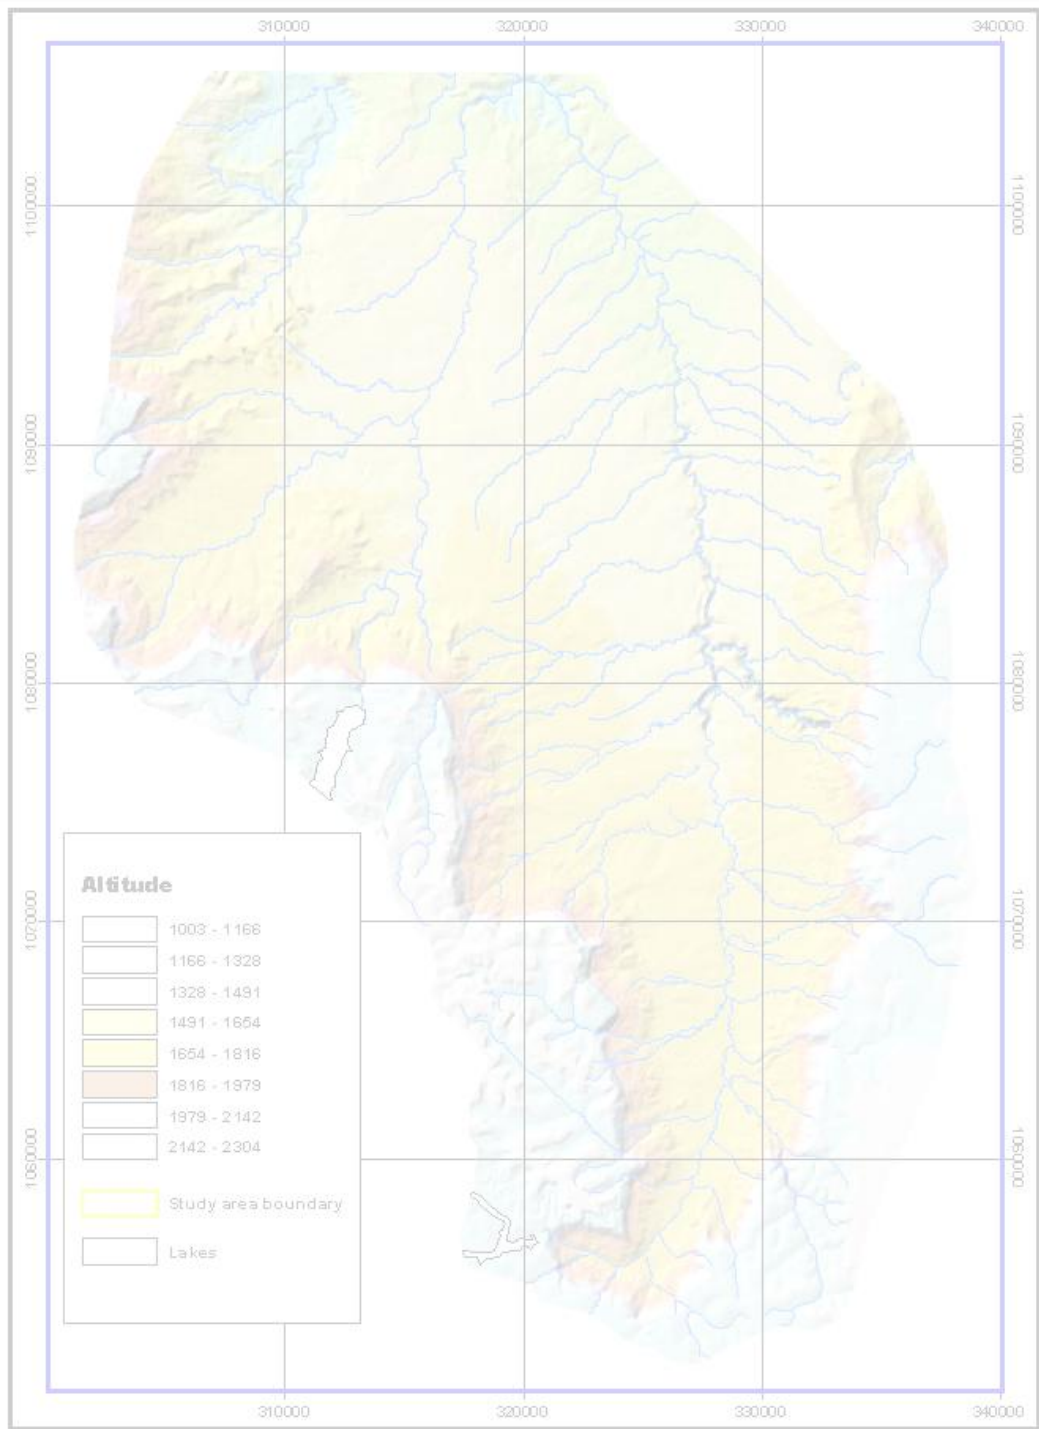 310000 320000 330000 340000
1100000 1100000
1090000 1090000
1080000 1080000
1070000 1070000
1060000 1060000
Altitude
1003 - 1166
1166 - 1328
1328 - 1491
1491 - 1654
1654 - 1816
1816 - 1979
1979 - 2142
2142 - 2304
Study area boundary
Lakes
310000 320000 330000 340000